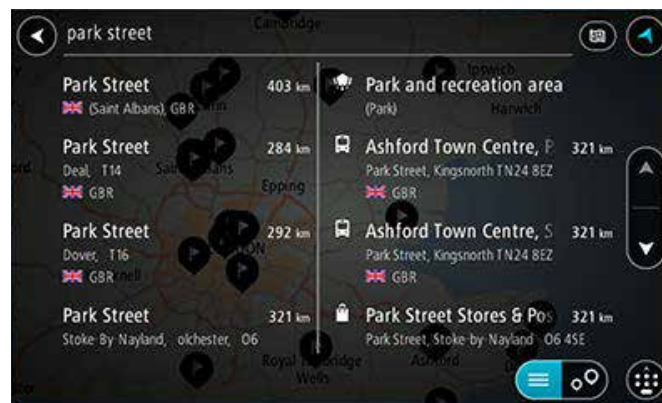 park street
Park Street 403 km
(Saint Albans), GBR
Park Street 284 km
Deal, T14
GBR
Park Street 292 km
Dover, T16
GBR
Park Street 321 km
Stoke By Nayland, olchester, O6
Park and recreation area
(Park)
Ashford Town Centre, P 321 km
Park Street, Kingsnorth TN24 8EZ
GBR
Ashford Town Centre, S 321 km
Park Street, Kingsnorth TN24 8EZ
GBR
Park Street Stores & Pos 321 km
Park Street, Stoke-by-Nayland O6 4SE
Cambridge
Ipswich
Harwich
Epping
Ashford
Wells